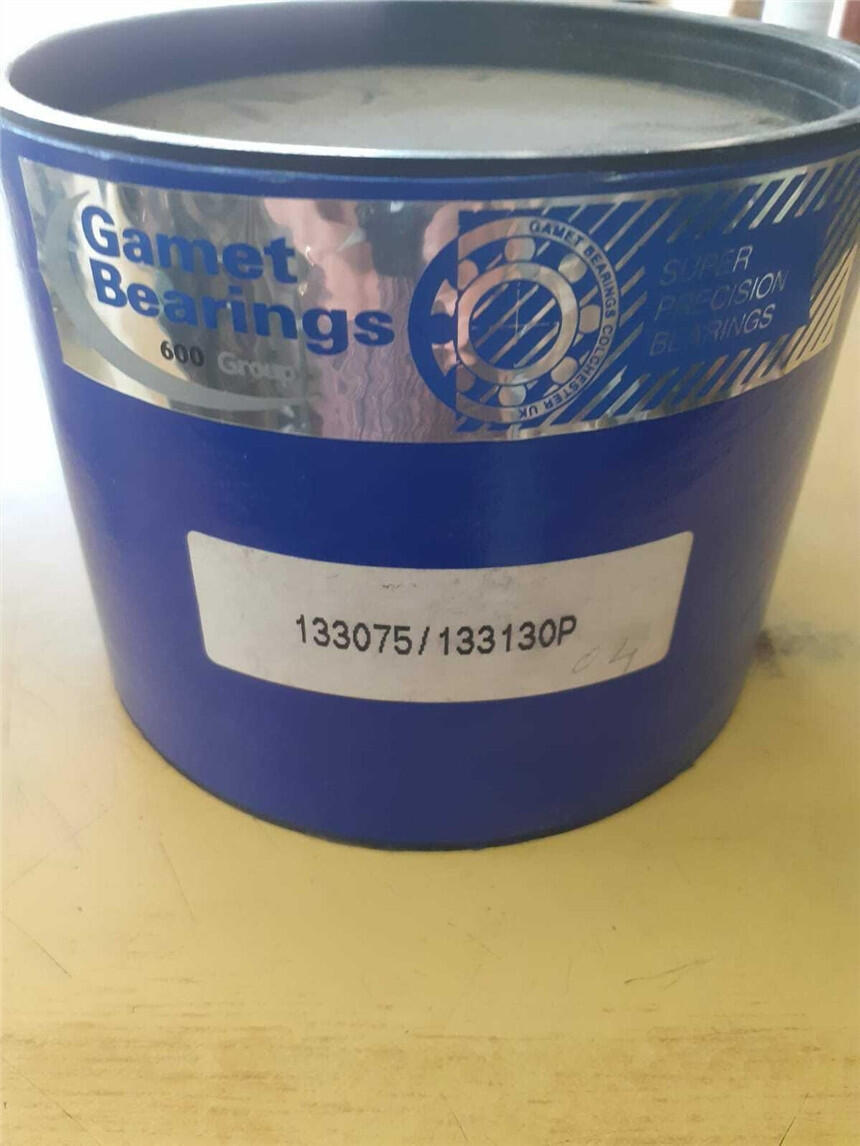 Gamet
Bearings
600 Group
GAMET BEARINGS COLCHESTER UK
SUPER
PRECISION
BEARINGS
133075/133130P
04